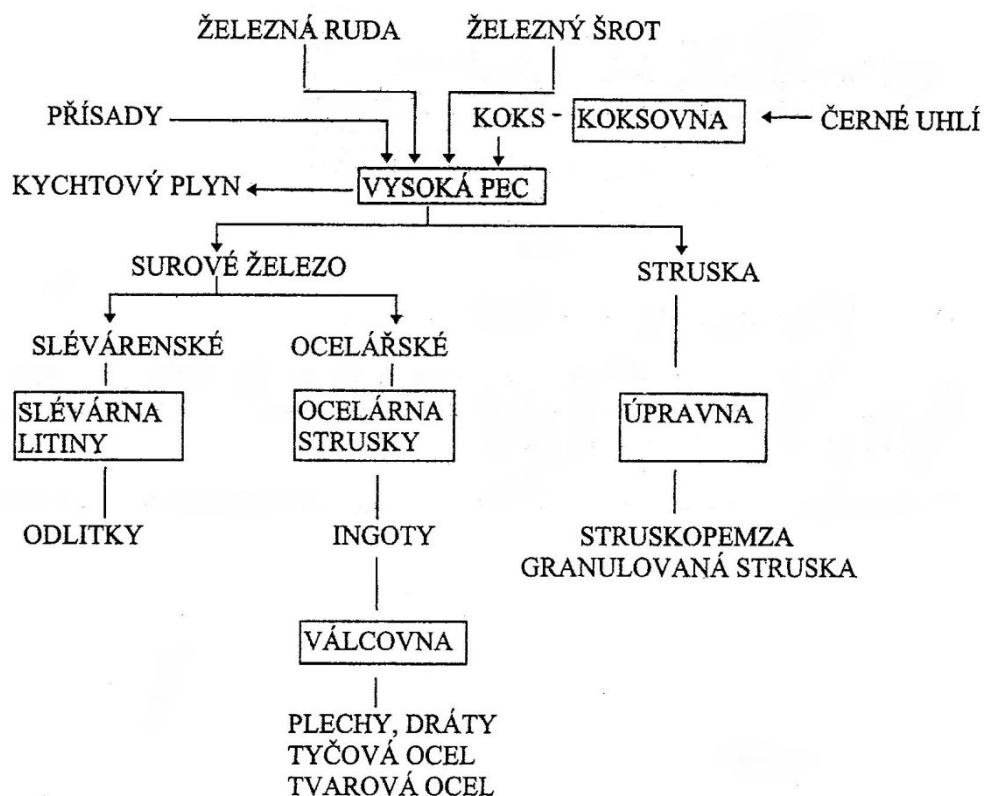 ŽELEZNÁ RUDA
ŽELEZNÝ ŠROT
PŘÍSADY
KOKS - KOKSOVNA
ČERNÉ UHLÍ
KYCHTOVÝ PLYN
VYSOKÁ PEC
SUROVÉ ŽELEZO
STRUSKA
SLÉVÁRENSKÉ
OCELÁŘSKÉ
SLÉVÁRNA
LITINY
OCELÁRNA
STRUSKY
ÚPRAVNA
ODLITKY
INGOTY
STRUSKOPEMZA
GRANULOVANÁ STRUSKA
VÁLCOVNA
PLECHY, DRÁTY
TYČOVÁ OCEL
TVAROVÁ OCEL